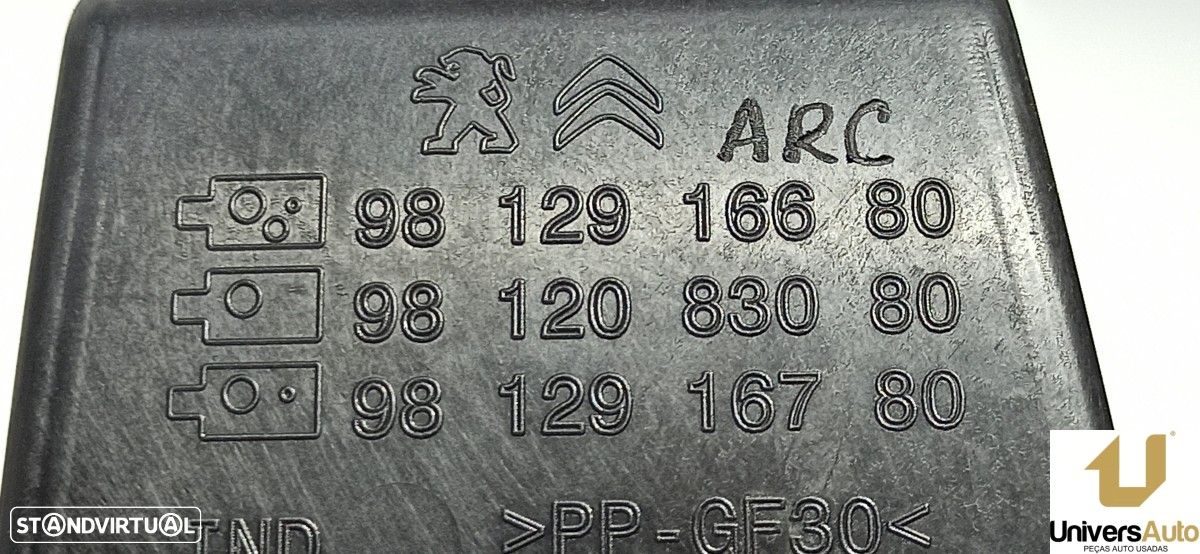 ARC
98 129 166 80
98 120 830 80
98 129 167 80
IND >PP-GF30<
STANDVIRTUAL
UniversAuto
PEÇAS AUTO USADAS